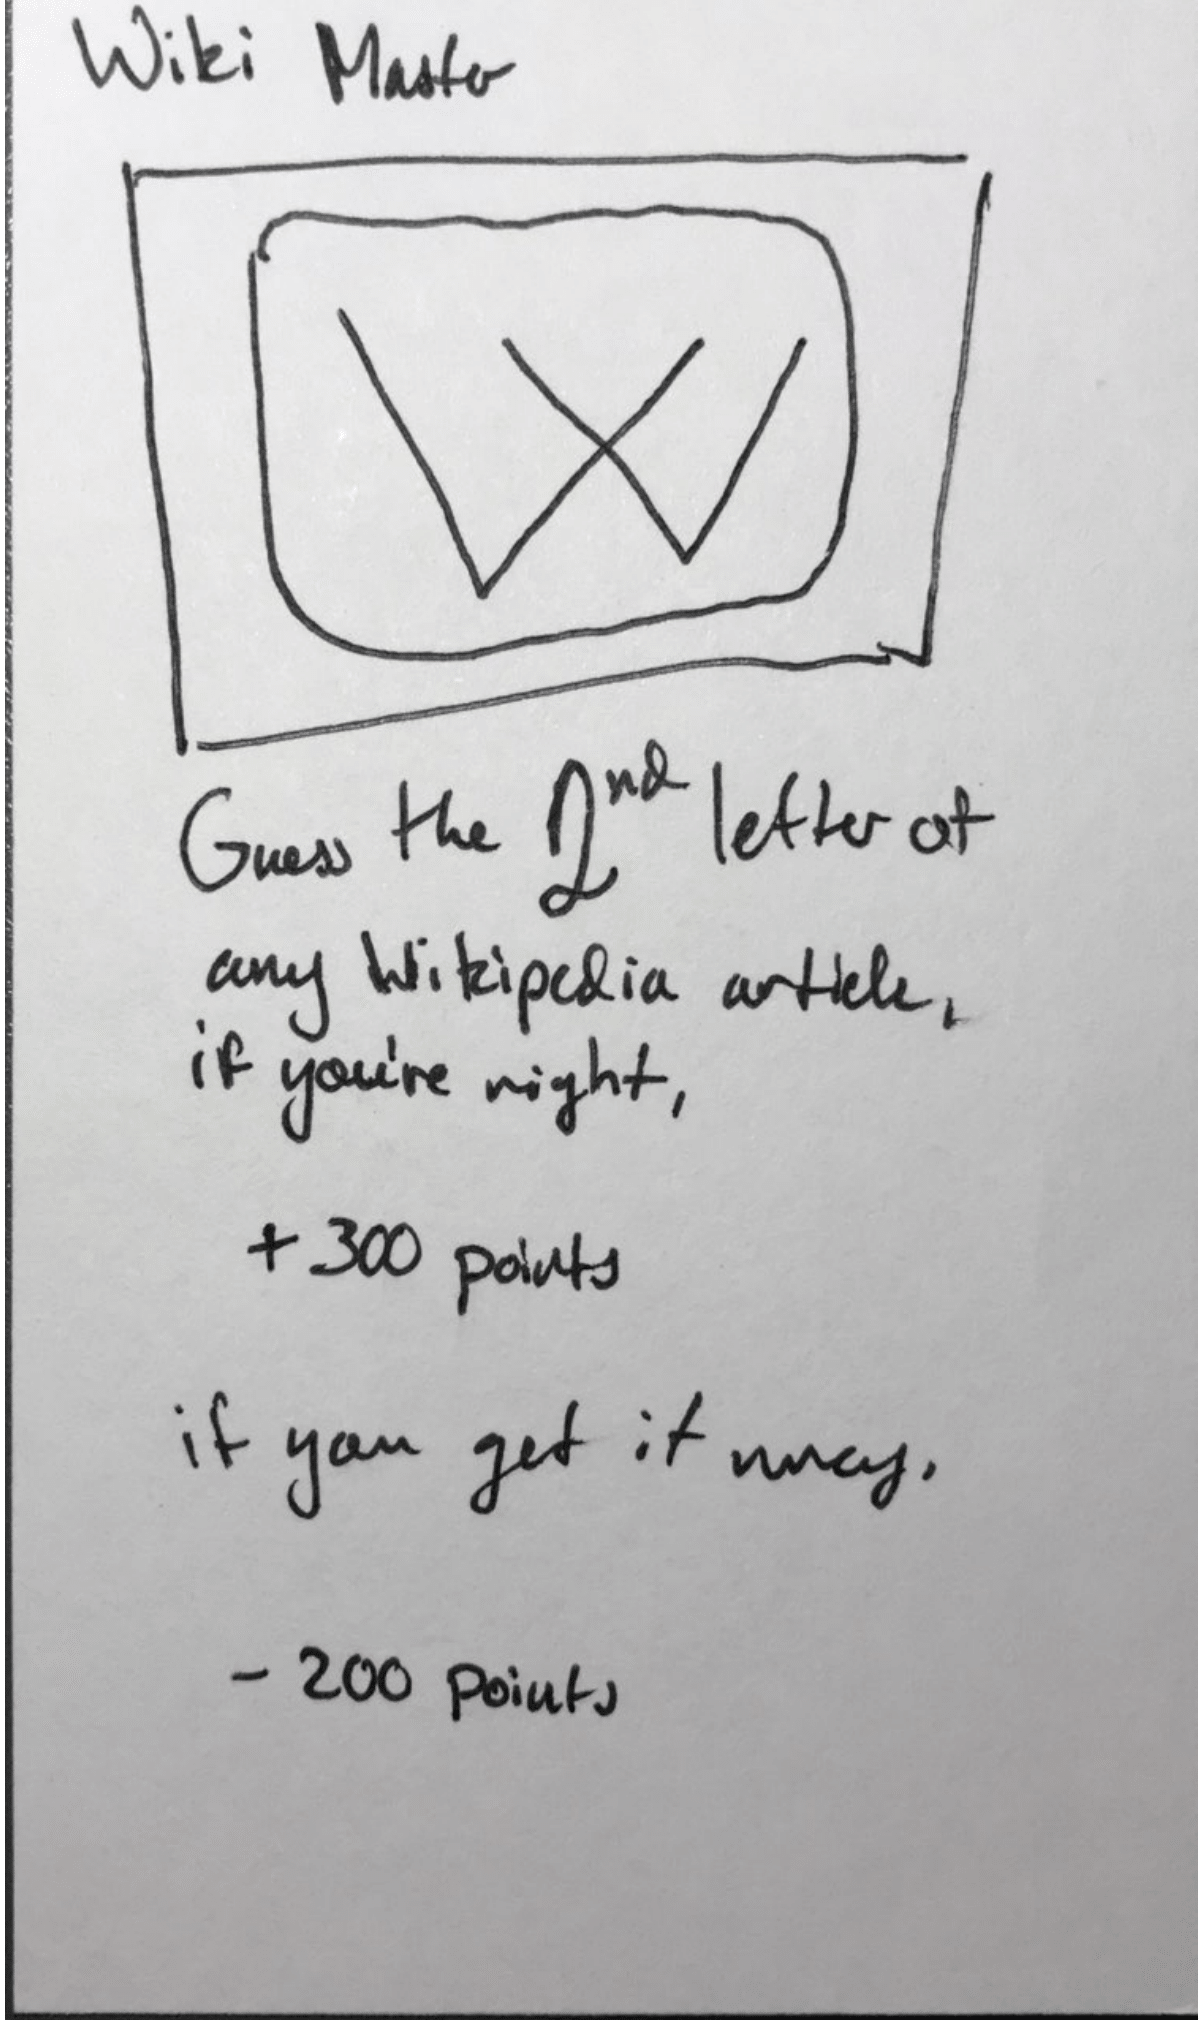 Wiki Master
W
Guess the 2nd letter of
any Wikipedia article,
if you're right,
+ 300 points
if you get it wrong.
- 200 points